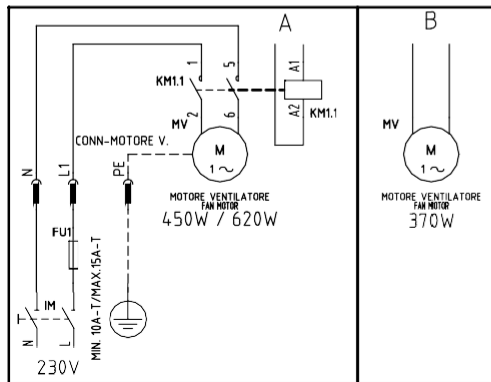 A
B
1
5
KM1.1
A1
A2
KM1.1
2
6
MV
CONN-MOTORE V.
M
1~
MV
M
1~
N
L1
PE
MOTORE VENTILATORE
FAN MOTOR
450W / 620W
MOTORE VENTILATORE
FAN MOTOR
370W
FU1
MIN. 10A-T/MAX.15A-T
IM
N
L
230V